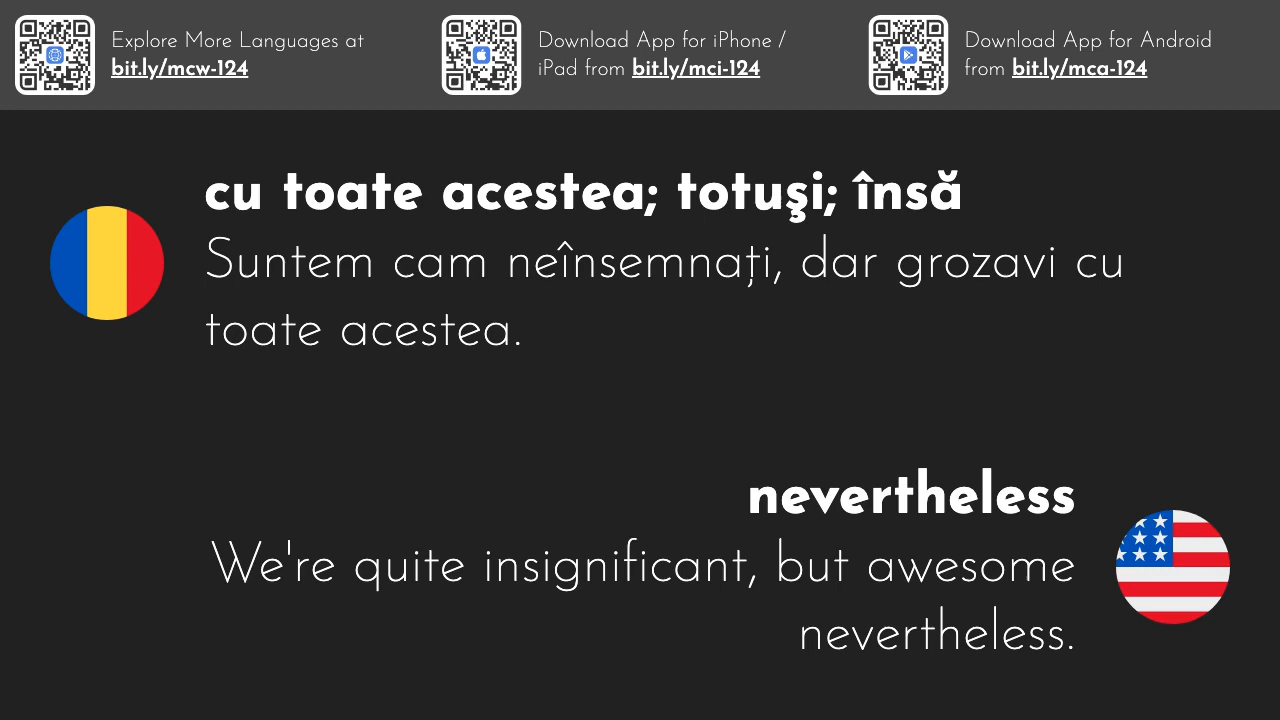 Explore More Languages at
bit.ly/mcw-124
Download App for iPhone /
iPad from bit.ly/mci-124
Download App for Android
from bit.ly/mca-124
cu toate acestea; totuşi; însă
Suntem cam neînsemnați, dar grozavi cu
toate acestea.
nevertheless
We're quite insignificant, but awesome
nevertheless.